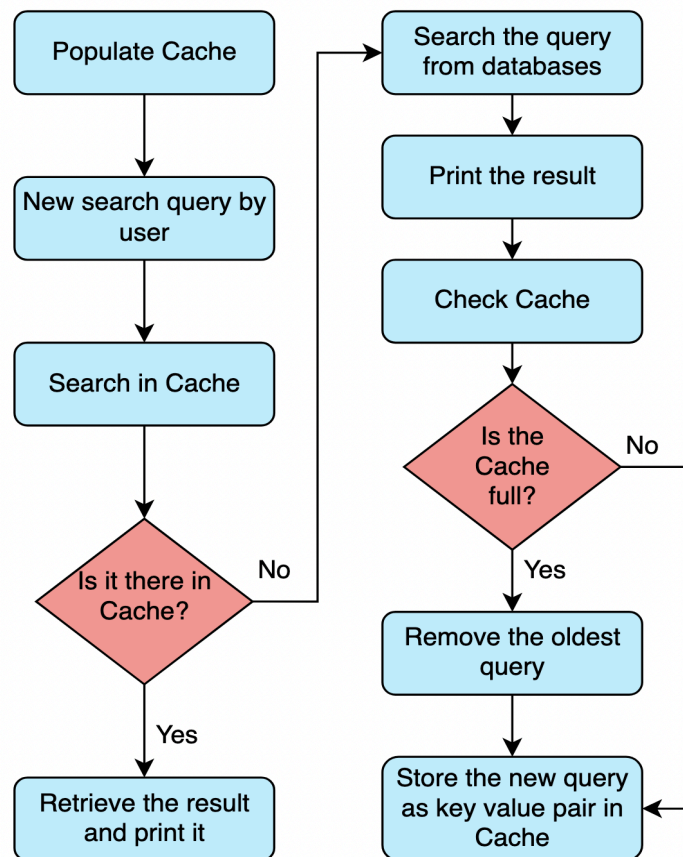 Populate Cache
New search query by
user
Search in Cache
Is it there in
Cache?
No
Yes
Retrieve the result
and print it
Search the query
from databases
Print the result
Check Cache
Is the
Cache
full?
No
Yes
Remove the oldest
query
Store the new query
as key value pair in
Cache